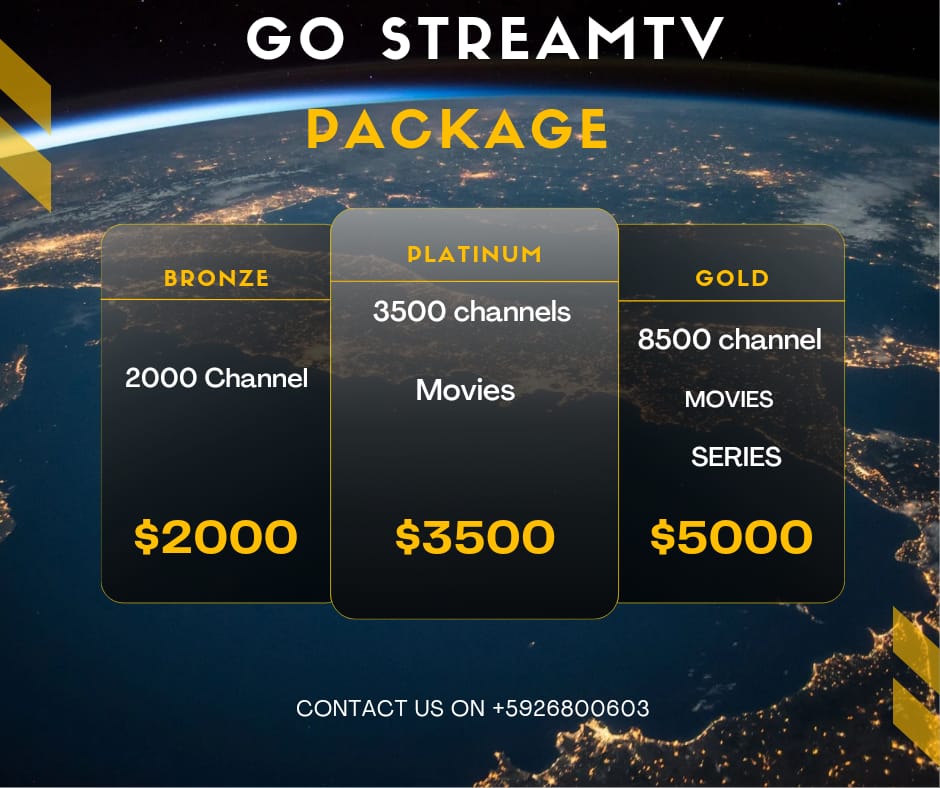 GO STREAMTV
PACKAGE
BRONZE
2000 Channel
$2000
PLATINUM
3500 channels
Movies
$3500
GOLD
8500 channel
MOVIES
SERIES
$5000
CONTACT US ON +5926800603